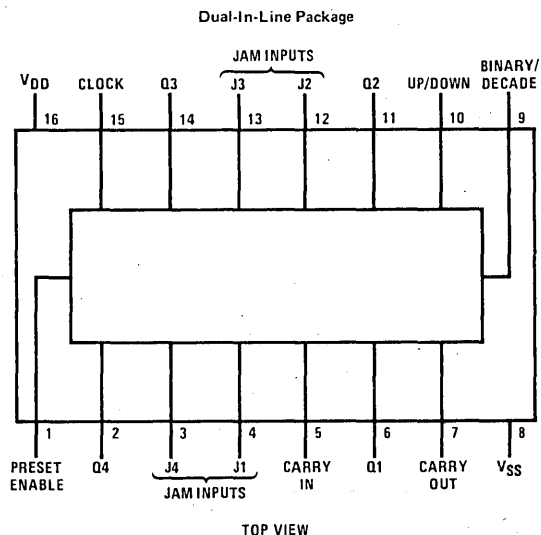 Dual-In-Line Package
JAM INPUTS
BINARY/
DECADE
VDD CLOCK Q3 J3 J2 Q2 UP/DOWN
16 15 14 13 12 11 10 9
1 2 3 4 5 6 7 8
PRESET
ENABLE
Q4 J4 J1
CARRY
IN
Q1
CARRY
OUT
VSS
JAM INPUTS
TOP VIEW